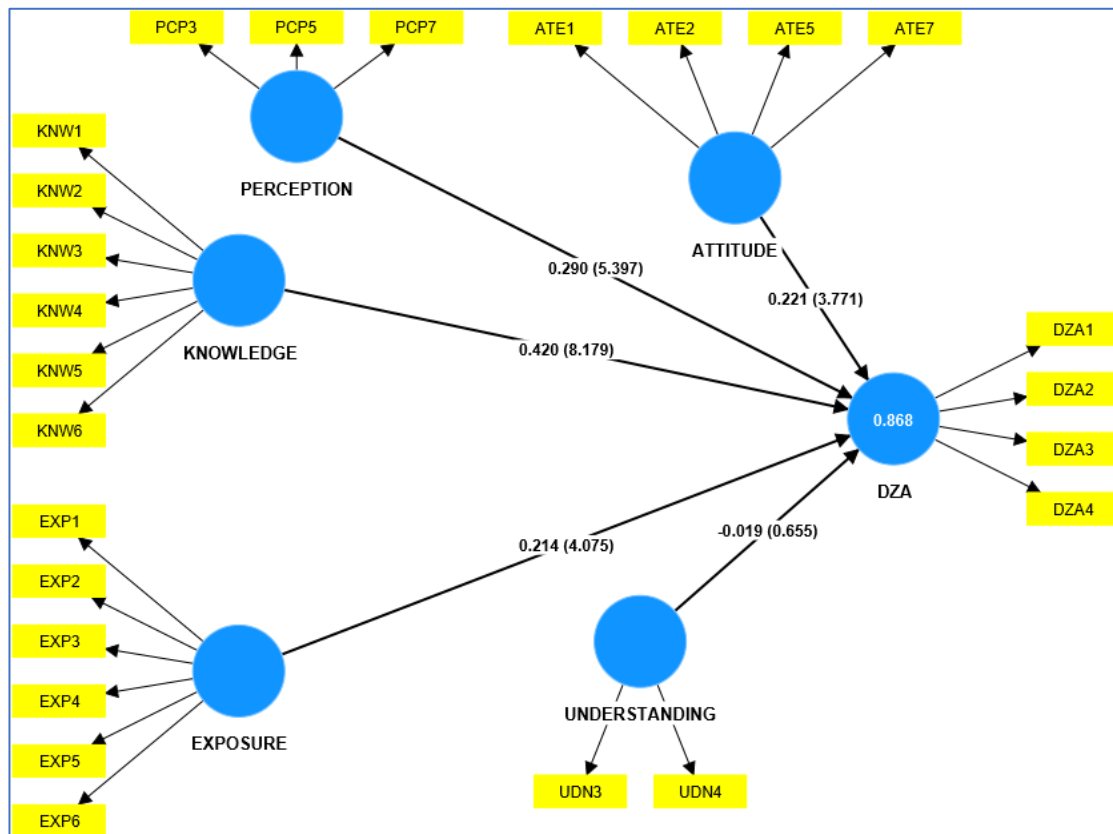 PCP3
PCP5
PCP7
ATE1
ATE2
ATE5
ATE7
KNW1
KNW2
KNW3
KNW4
KNW5
KNW6
PERCEPTION
ATTITUDE
KNOWLEDGE
0.290 (5.397)
0.221 (3.771)
0.420 (8.179)
DZA1
DZA2
DZA3
DZA4
0.868
DZA
EXP1
EXP2
EXP3
EXP4
EXP5
EXP6
0.214 (4.075)
-0.019 (0.655)
EXPOSURE
UNDERSTANDING
UDN3
UDN4